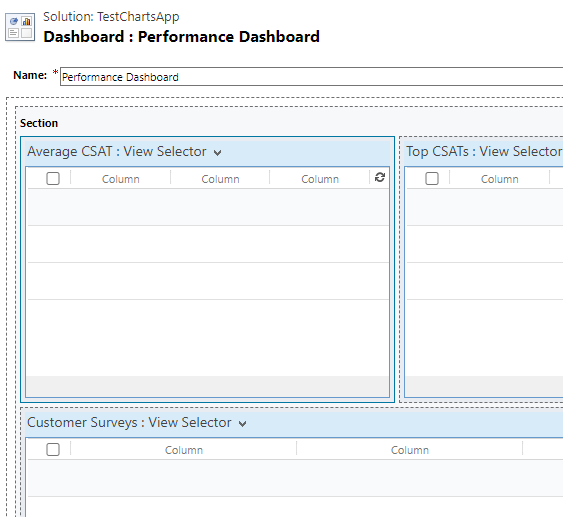 Solution: TestChartsApp
Dashboard : Performance Dashboard
Name: * Performance Dashboard
Section
Average CSAT : View Selector
Top CSATs : View Selector
Column Column Column
Column
Customer Surveys : View Selector
Column Column